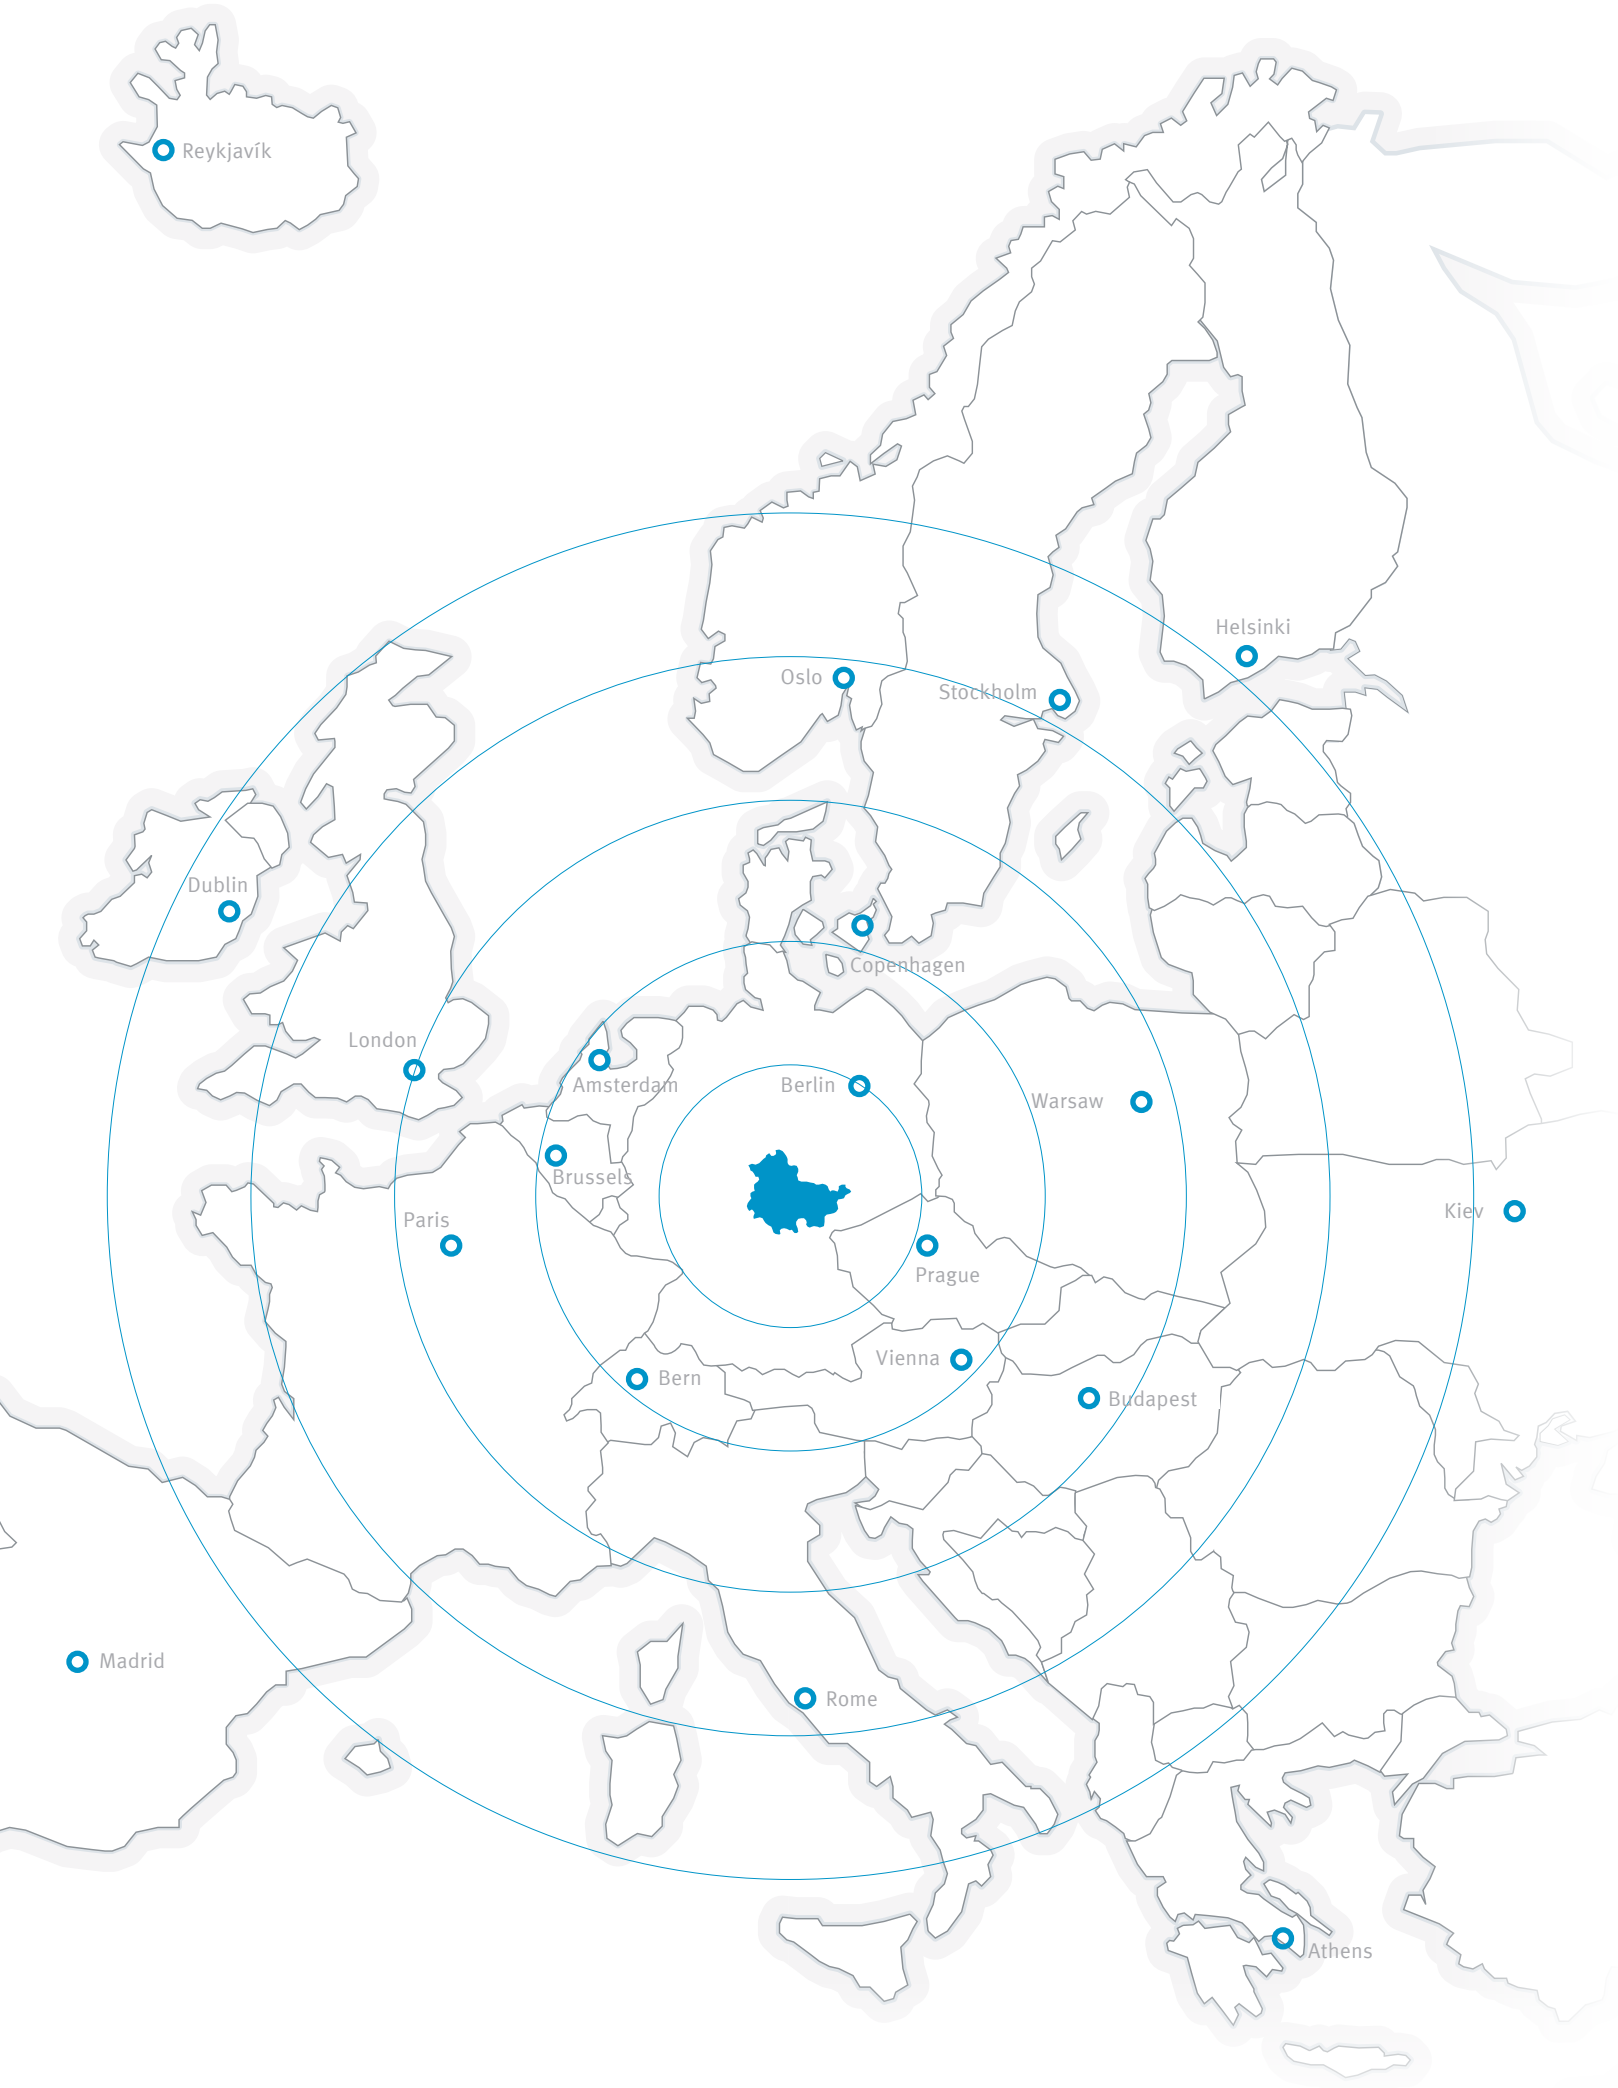 Reykjavík
Helsinki
Oslo
Stockholm
Dublin
Copenhagen
London
Amsterdam
Berlin
Warsaw
Brussels
Paris
Kiev
Prague
Vienna
Bern
Budapest
Madrid
Rome
Athens